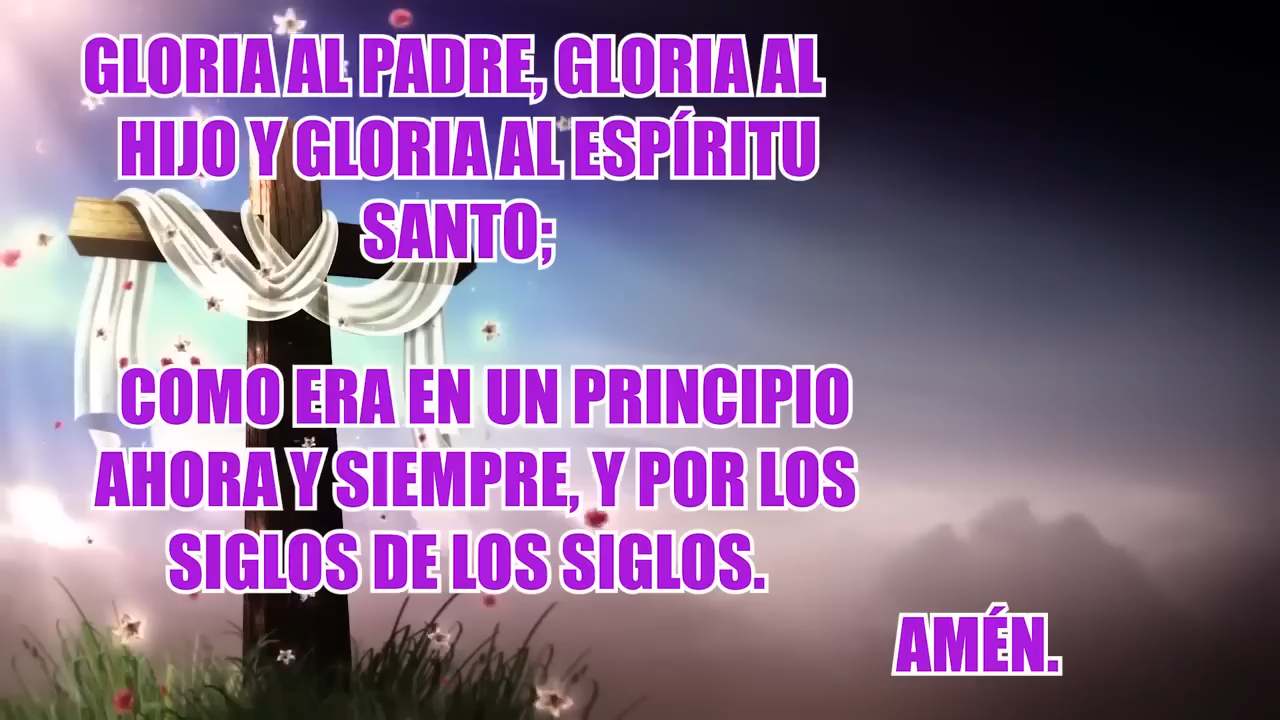 GLORIA AL PADRE, GLORIA AL
HIJO Y GLORIA AL ESPÍRITU
SANTO;
COMO ERA EN UN PRINCIPIO
AHORA Y SIEMPRE, Y POR LOS
SIGLOS DE LOS SIGLOS.
AMÉN.